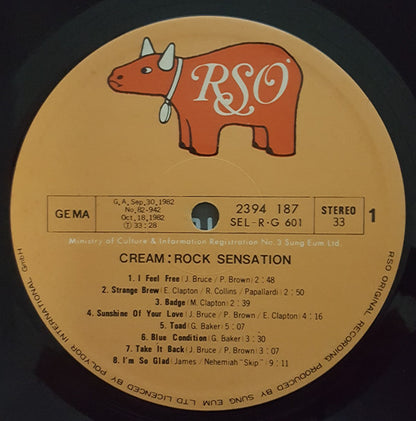 RSO
GEMA
G.A. Sep. 30. 1982
No. 82-942
Oct. 18. 1982
Ⓣ 33 : 28
2394 187
SEL-R-G 601
STEREO
33
1
Ministry of Culture & Information Registration No. 3 Sung Eum. Ltd.
CREAM : ROCK SENSATION
1. I Feel Free (J. Bruce / P. Brown) 2 : 48
2. Strange Brew (E. Clapton / R. Collins / Papallardi) 2 : 50
3. Badge (M. Clapton) 2 : 39
4. Sunshine Of Your Love (J. Bruce / P. Brown / E. Clapton) 4 : 16
5. Toad (G. Baker) 5 : 07
6. Blue Condition (G. Baker) 3 : 30
7. Take It Back (J. Bruce / P. Brown) 3 : 07
8. I'm So Glad (James / Nehemiah "Skip") 9 : 11
RSO ORIGINAL RECORDING. PRODUCED BY SUNG EUM LTD LICENCED BY POLYDOR INTERNATIONAL GmbH